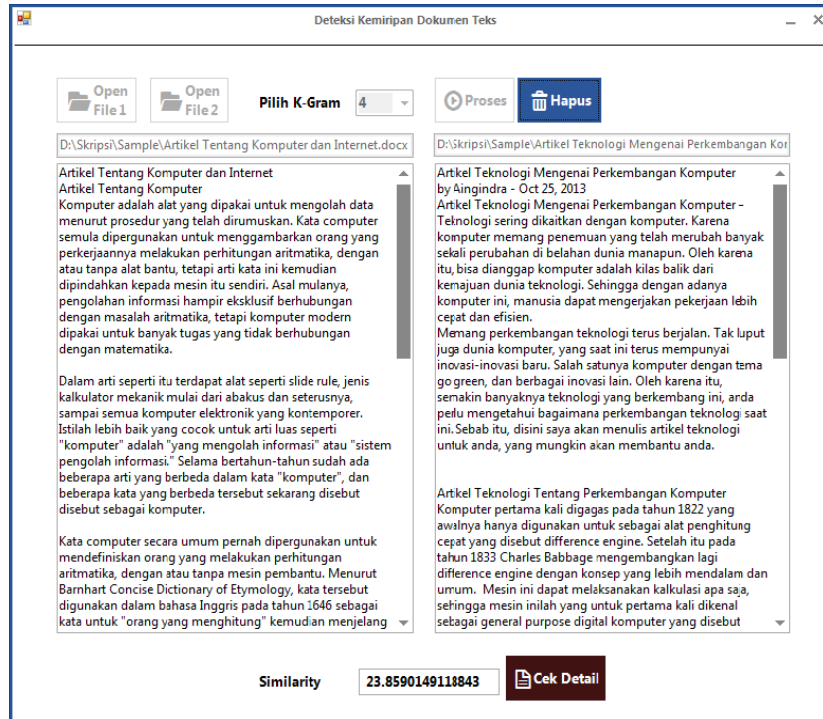 Deteksi Kemiripan Dokumen Teks
Open File 1
Open File 2
Pilih K-Gram 4
Proses
Hapus
D:\Skripsi\Sample\Artikel Tentang Komputer dan Internet.docx
Artikel Tentang Komputer dan Internet
Artikel Tentang Komputer
Komputer adalah alat yang dipakai untuk mengolah data
menurut prosedur yang telah dirumuskan. Kata computer
semula dipergunakan untuk menggambarkan orang yang
perkerjaannya melakukan perhitungan aritmatika, dengan
atau tanpa alat bantu, tetapi arti kata ini kemudian
dipindahkan kepada mesin itu sendiri. Asal mulanya,
pengolahan informasi hampir eksklusif berhubungan
dengan masalah aritmatika, tetapi komputer modern
dipakai untuk banyak tugas yang tidak berhubungan
dengan matematika.
Dalam arti seperti itu terdapat alat seperti slide rule, jenis
kalkulator mekanik mulai dari abakus dan seterusnya,
sampai semua komputer elektronik yang kontemporer.
Istilah lebih baik yang cocok untuk arti luas seperti
"komputer" adalah "yang mengolah informasi" atau "sistem
pengolah informasi." Selama bertahun-tahun sudah ada
beberapa arti yang berbeda dalam kata "komputer", dan
beberapa kata yang berbeda tersebut sekarang disebut
disebut sebagai komputer.
Kata computer secara umum pernah dipergunakan untuk
mendefiniskan orang yang melakukan perhitungan
aritmatika, dengan atau tanpa mesin pembantu. Menurut
Barnhart Concise Dictionary of Etymology, kata tersebut
digunakan dalam bahasa Inggris pada tahun 1646 sebagai
kata untuk "orang yang menghitung" kemudian menjelang
D:\Skripsi\Sample\Artikel Teknologi Mengenai Perkembangan Kor
Artikel Teknologi Mengenai Perkembangan Komputer
by Aingindra - Oct 25, 2013
Artikel Teknologi Mengenai Perkembangan Komputer –
Teknologi sering dikaitkan dengan komputer. Karena
komputer memang penemuan yang telah merubah banyak
sekali perubahan di belahan dunia manapun. Oleh karena
itu, bisa dianggap komputer adalah kilas balik dari
kemajuan dunia teknologi. Sehingga dengan adanya
komputer ini, manusia dapat mengerjakan pekerjaan lebih
cepat dan efisien.
Memang perkembangan teknologi terus berjalan. Tak luput
juga dunia komputer, yang saat ini terus mempunyai
inovasi-inovasi baru. Salah satunya komputer dengan tema
go green, dan berbagai inovasi lain. Oleh karena itu,
semakin banyaknya teknologi yang berkembang ini, anda
perlu mengetahui bagaimana perkembangan teknologi saat
ini. Sebab itu, disini saya akan menulis artikel teknologi
untuk anda, yang mungkin akan membantu anda.
Artikel Teknologi Tentang Perkembangan Komputer
Komputer pertama kali digagas pada tahun 1822 yang
awalnya hanya digunakan untuk sebagai alat penghitung
cepat yang disebut difference engine. Setelah itu pada
tahun 1833 Charles Babbage mengembangkan lagi
difference engine dengan konsep yang lebih mendalam dan
umum. Mesin ini dapat melaksanakan kalkulasi apa saja,
sehingga mesin inilah yang untuk pertama kali dikenal
sebagai general purpose digital komputer yang disebut
Similarity 23.8590149118843
Cek Detail